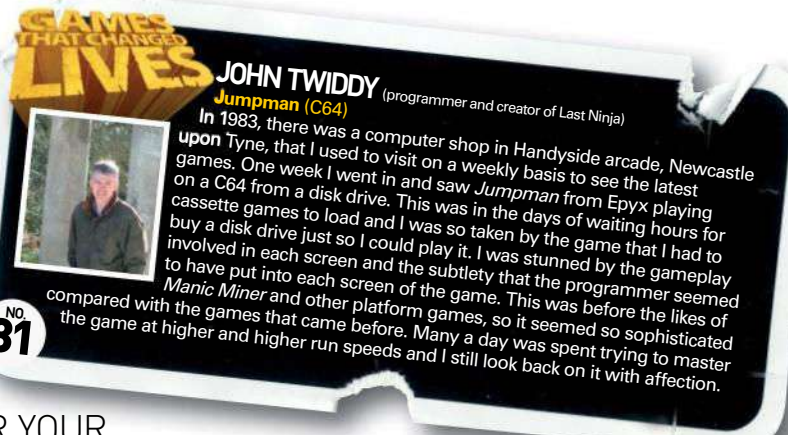 GAMES
THAT CHANGED
LIVES
JOHN TWIDDY (programmer and creator of Last Ninja)
Jumpman (C64)
In 1983, there was a computer shop in Handyside arcade, Newcastle
upon Tyne, that I used to visit on a weekly basis to see the latest
games. One week I went in and saw Jumpman from Epyx playing
on a C64 from a disk drive. This was in the days of waiting hours for
cassette games to load and I was so taken by the game that I had to
buy a disk drive just so I could play it. I was stunned by the gameplay
involved in each screen and the subtlety that the programmer seemed
to have put into each screen of the game. This was before the likes of
Manic Miner and other platform games, so it seemed so sophisticated
compared with the games that came before. Many a day was spent trying to master
the game at higher and higher run speeds and I still look back on it with affection.
NO.
31
R YOUR